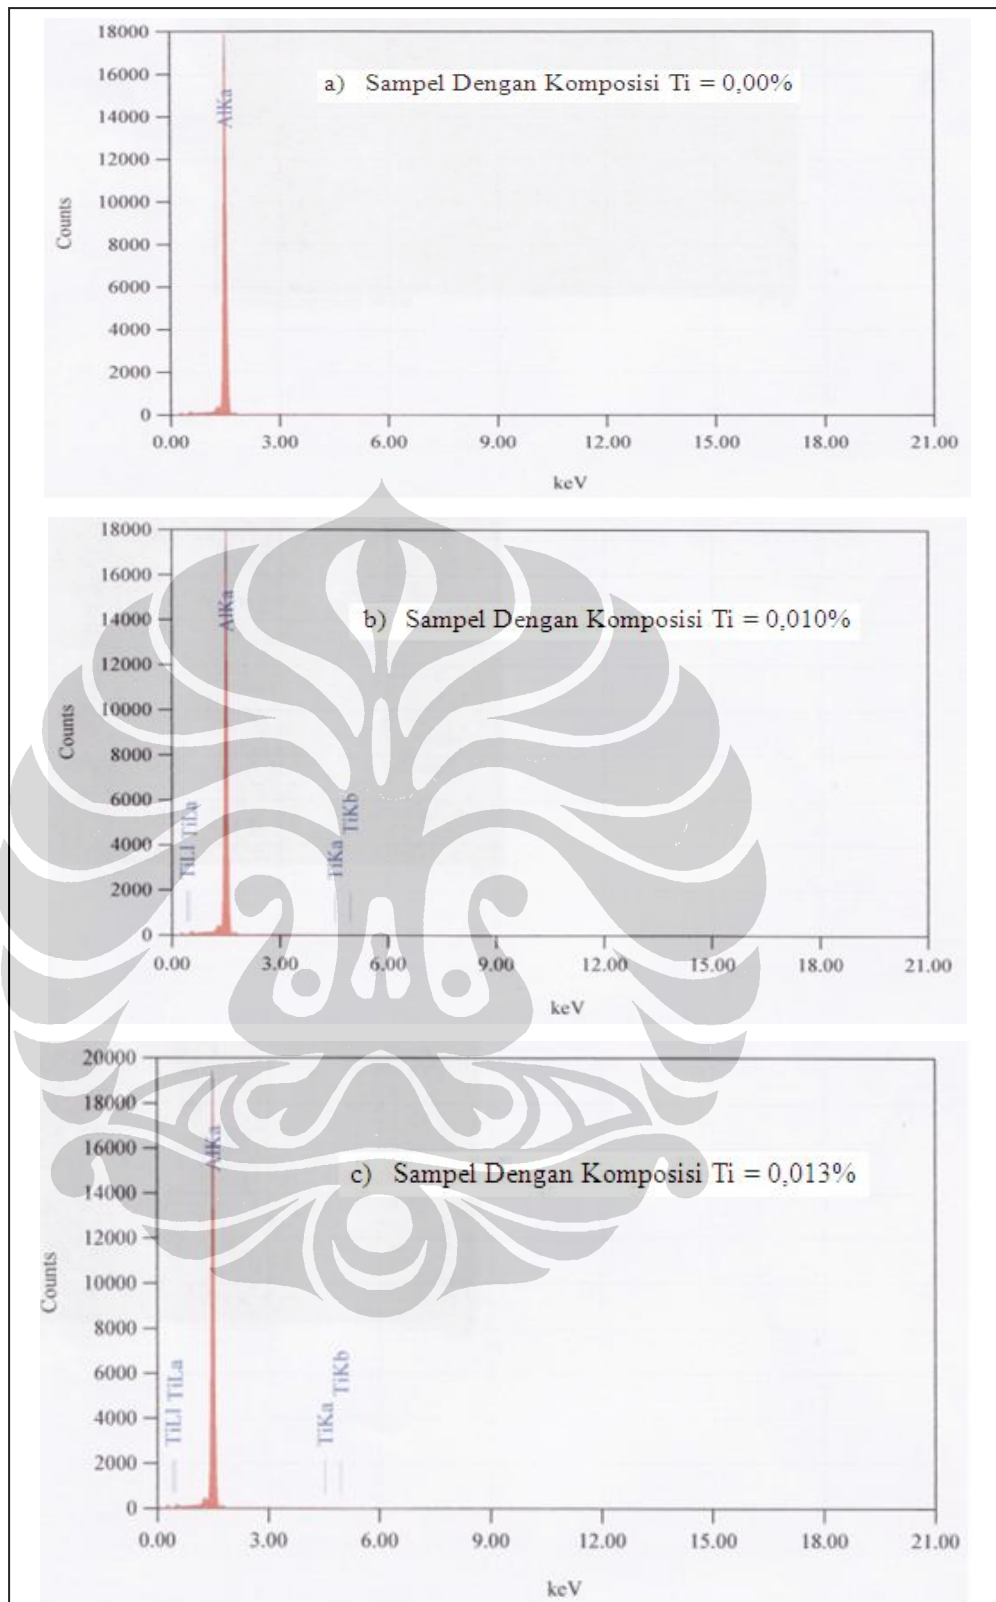 18000
a) Sampel Dengan Komposisi Ti = 0,00%
16000
AlKa
14000
12000
10000
Counts
8000
6000
4000
2000
0
0.00 3.00 6.00 9.00 12.00 15.00 18.00 21.00
keV
18000
16000
AlKa
b) Sampel Dengan Komposisi Ti = 0,010%
14000
12000
10000
Counts
8000
6000
TiLl TiLa
TiKa TiKb
4000
2000
0
0.00 3.00 6.00 9.00 12.00 15.00 18.00 21.00
keV
20000
18000
16000
AlKa
c) Sampel Dengan Komposisi Ti = 0,013%
14000
12000
10000
Counts
8000
6000
TiLl TiLa
TiKa TiKb
4000
2000
0
0.00 3.00 6.00 9.00 12.00 15.00 18.00 21.00
keV